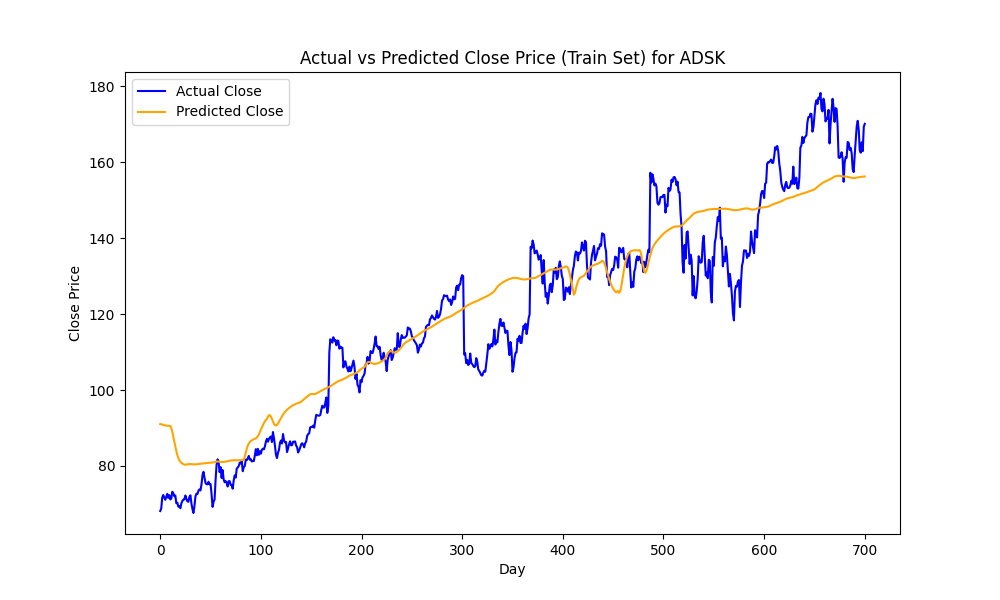 Actual vs Predicted Close Price (Train Set) for ADSK
Actual Close
Predicted Close
Close Price
180
160
140
120
100
80
0 100 200 300 400 500 600 700
Day